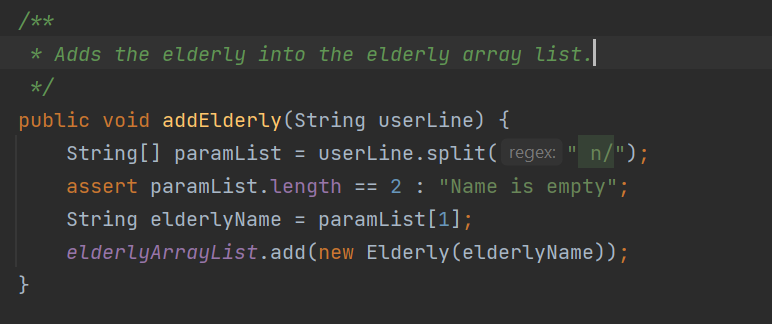 /**
 * Adds the elderly into the elderly array list.
 */
public void addElderly(String userLine) {
    String[] paramList = userLine.split( regex: " n/");
    assert paramList.length == 2 : "Name is empty";
    String elderlyName = paramList[1];
    elderlyArrayList.add(new Elderly(elderlyName));
}